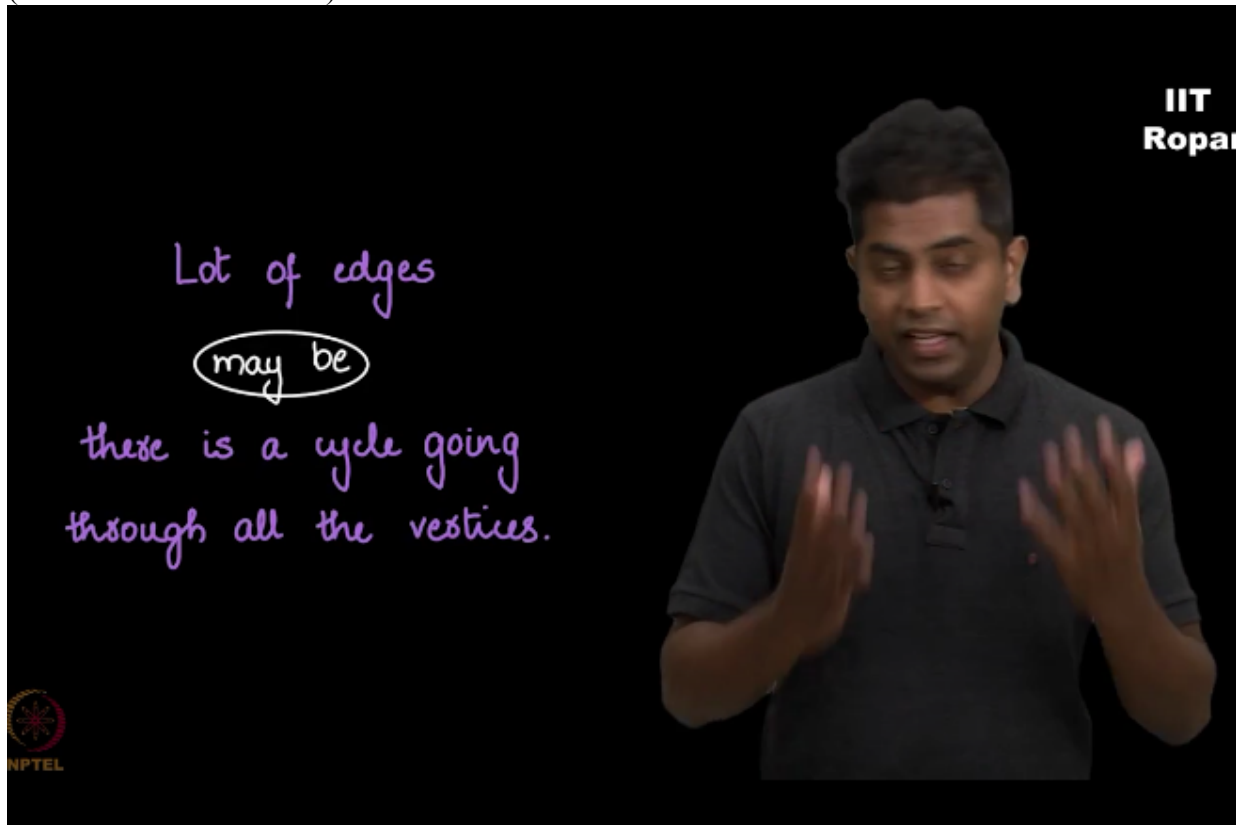 IIT
Ropar
Lot of edges
may be
there is a cycle going
through all the vertices.
NPTEL